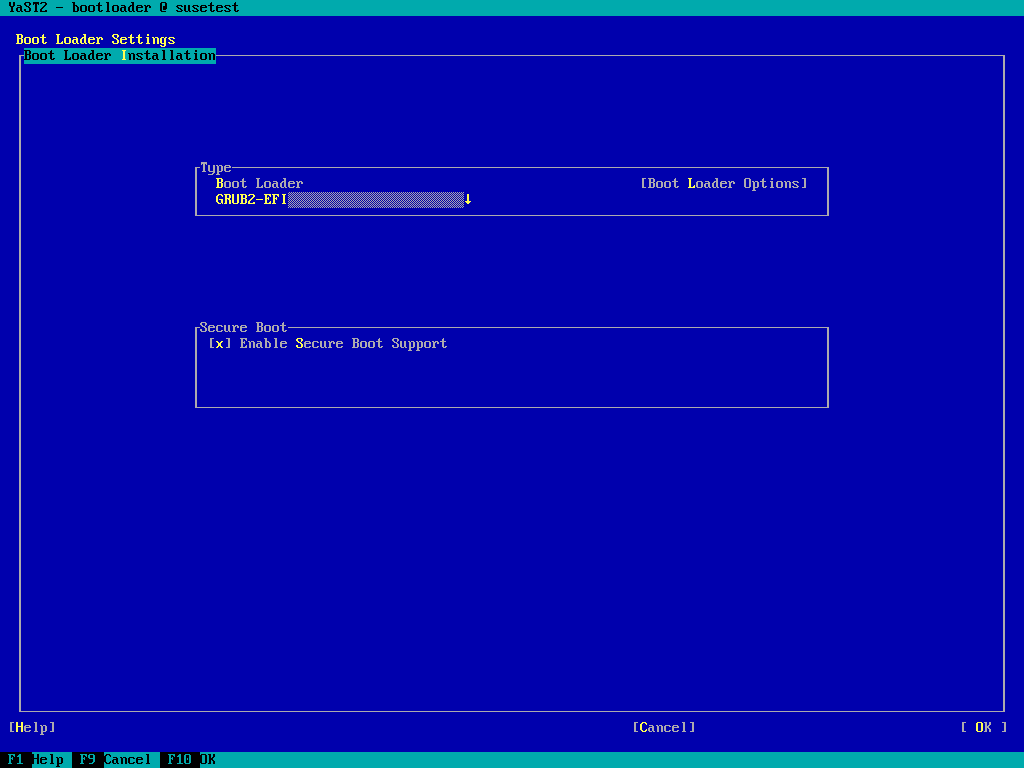 YaST2 - bootloader @ susetest
Boot Loader Settings
Boot Loader Installation
Type
Boot Loader [Boot Loader Options]
GRUB2-EFI↓
Secure Boot
[x] Enable Secure Boot Support
[Help] [Cancel] [ OK ]
F1 Help F9 Cancel F10 OK